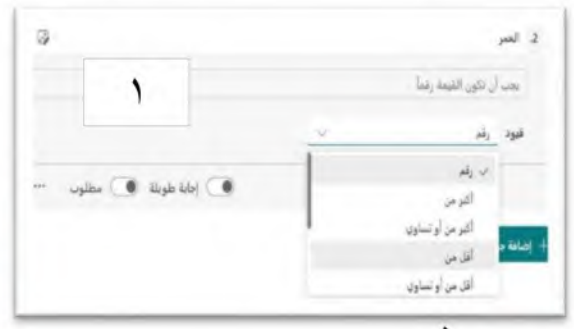 2. العمر
١
يجب أن تكون القيمة رقماً
قيود رقم
رقم
أكثر من
إجابة طويلة مطلوب ...
أكثر من أو تساوي
+ إضافة
أقل من
أقل من أو تساوي